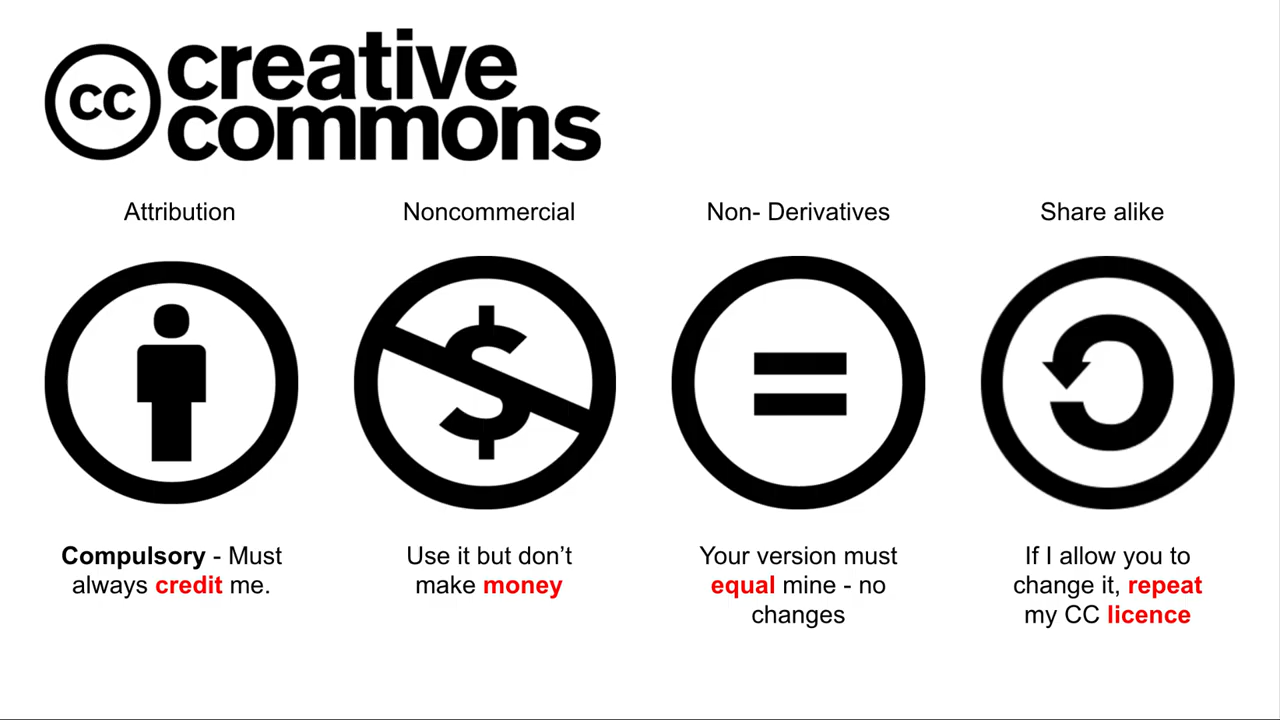 cc creative
commons
Attribution
Noncommercial
Non- Derivatives
Share alike
$
=
Compulsory - Must
always credit me.
Use it but don’t
make money
Your version must
equal mine - no
changes
If I allow you to
change it, repeat
my CC licence